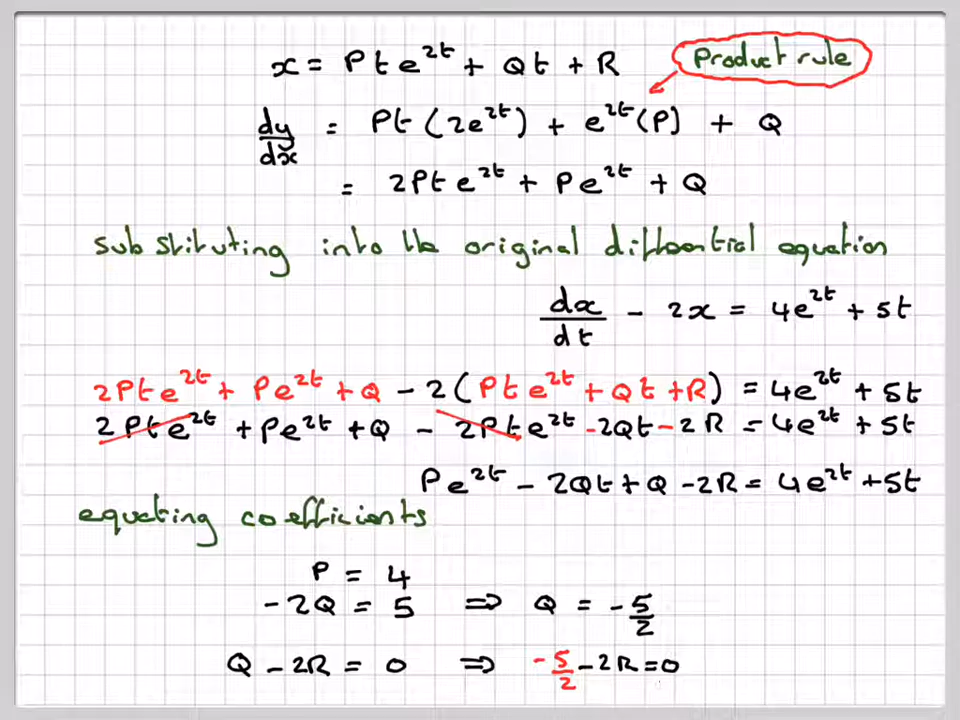 x = Pte^{2t} + Qt + R
Product rule
dy/dx = Pt(2e^{2t}) + e^{2t}(P) + Q
= 2Pte^{2t} + Pe^{2t} + Q
substituting into the original differential equation
dx/dt - 2x = 4e^{2t} + 5t
2Pte^{2t} + Pe^{2t} + Q - 2(Pte^{2t} + Qt + R) = 4e^{2t} + 5t
2Pte^{2t} + Pe^{2t} + Q - 2Pte^{2t} - 2Qt - 2R = 4e^{2t} + 5t
Pe^{2t} - 2Qt + Q - 2R = 4e^{2t} + 5t
equating coefficients
P = 4
-2Q = 5 ⇒ Q = -5/2
Q - 2R = 0 ⇒ -5/2 - 2R = 0